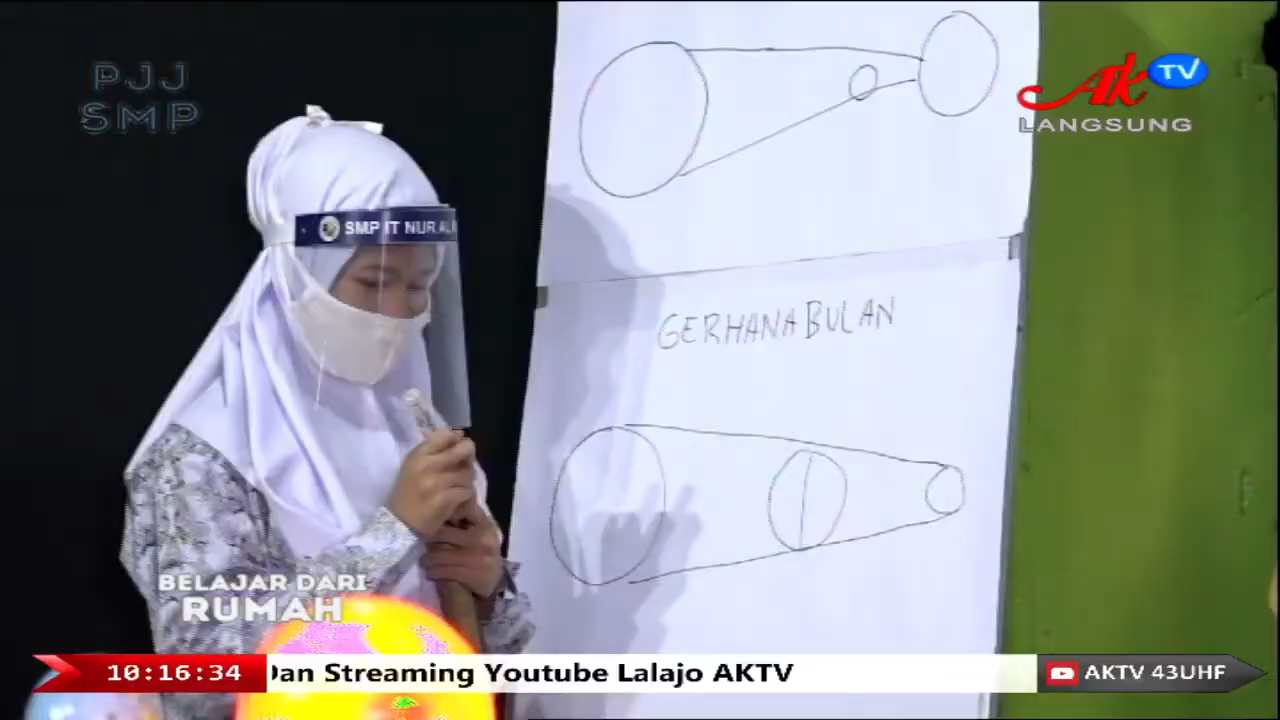 PJJ
SMP
Ak TV
LANGSUNG
SMP IT NUR AL
GERHANA BULAN
BELAJAR DARI
RUMAH
10:16:34
Dan Streaming Youtube Lalajo AKTV
AKTV 43UHF